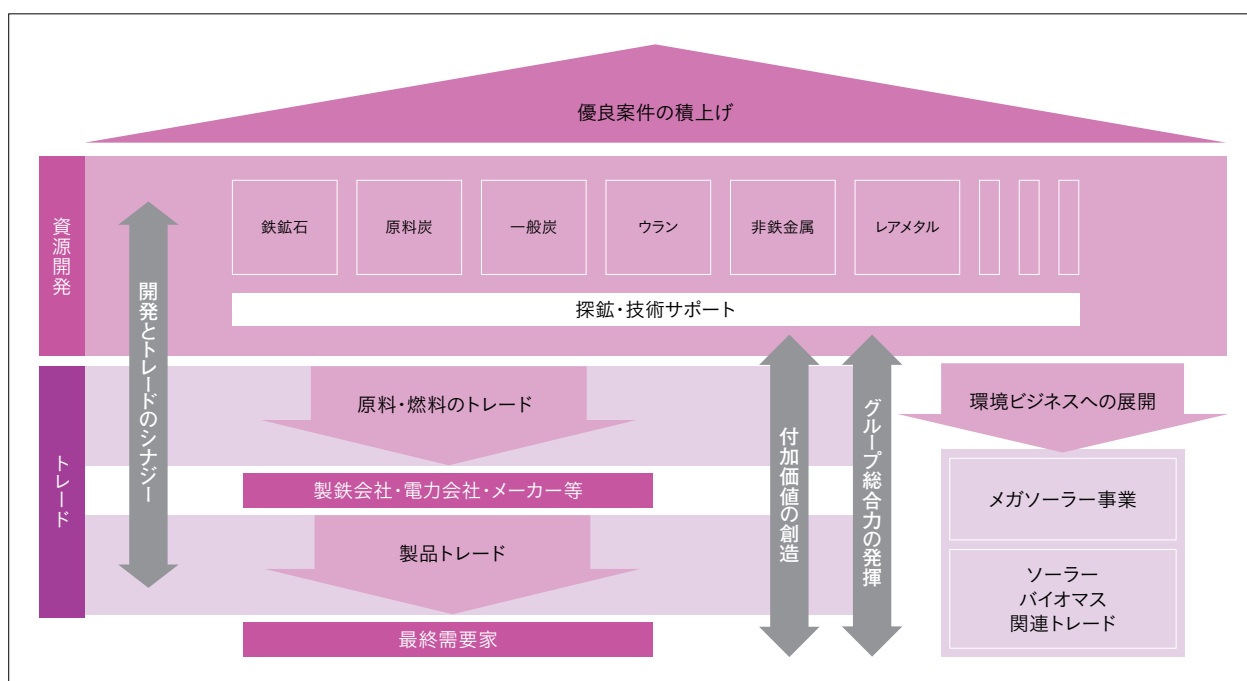 優良案件の積上げ
資源開発
鉄鉱石
原料炭
一般炭
ウラン
非鉄金属
レアメタル
探鉱・技術サポート
開発とトレードのシナジー
トレード
原料・燃料のトレード
製鉄会社・電力会社・メーカー等
製品トレード
最終需要家
付加価値の創造
グループ総合力の発揮
環境ビジネスへの展開
メガソーラー事業
ソーラー
バイオマス
関連トレード